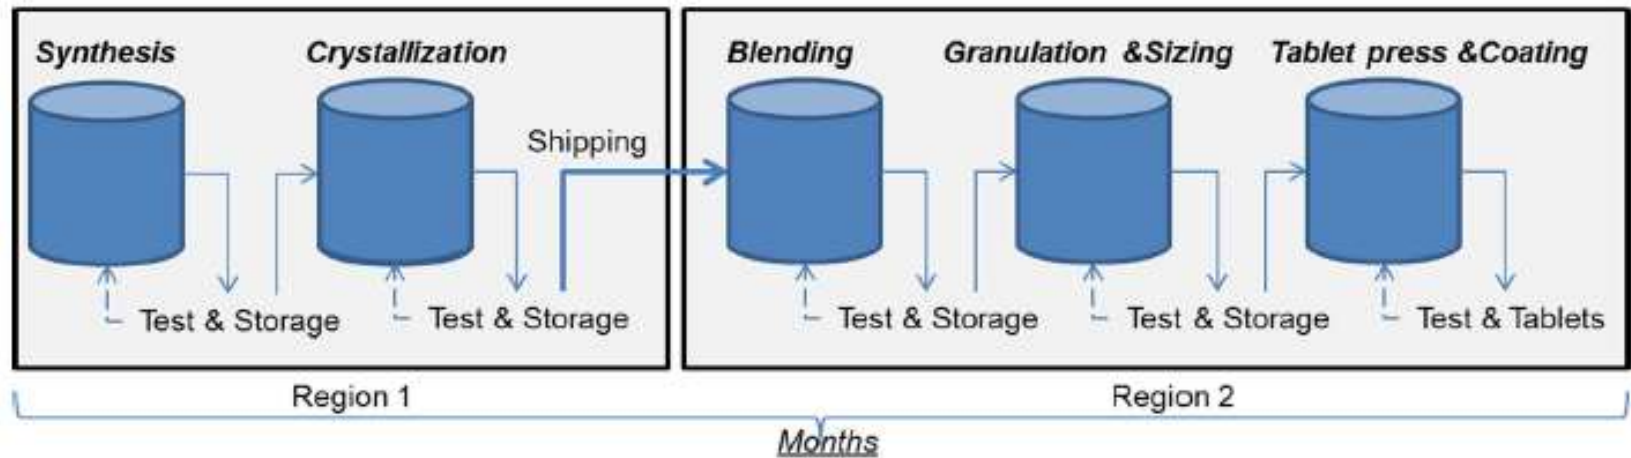 Synthesis
Crystallization
Blending
Granulation &Sizing
Tablet press &Coating
Shipping
Test & Storage
Test & Storage
Test & Storage
Test & Storage
Test & Tablets
Region 1
Region 2
Months